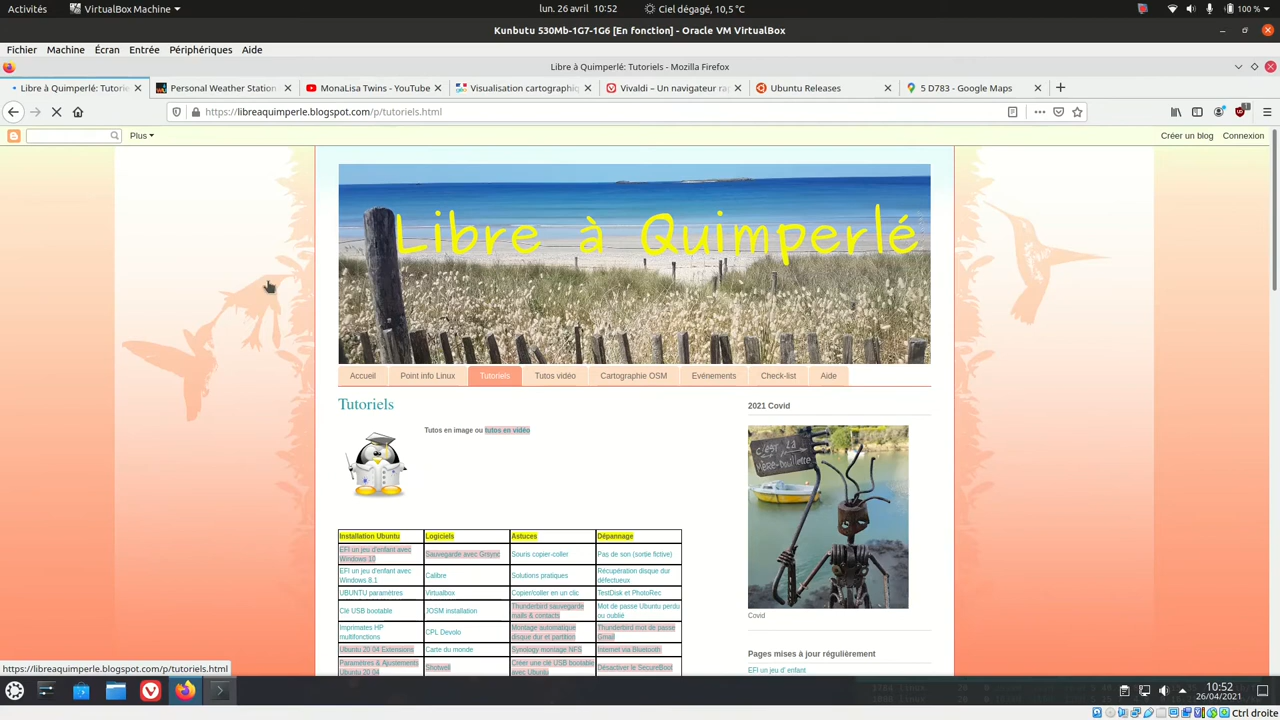 Activités VirtualBox Machine lun. 26 avril 10:52 Ciel dégagé, 10,5 °C 100 %
Kunbutu 530Mb-1G7-1G6 [En fonction] - Oracle VM VirtualBox
Fichier Machine Écran Entrée Périphériques Aide
Libre à Quimperlé: Tutoriels - Mozilla Firefox
Libre à Quimperlé: Tutorie Personal Weather Station MonaLisa Twins - YouTube Visualisation cartographiq Vivaldi – Un navigateur ra Ubuntu Releases 5 D783 - Google Maps
https://libreaquimperle.blogspot.com/p/tutoriels.html
Plus Créer un blog Connexion
Libre à Quimperlé
Accueil Point info Linux Tutoriels Tutos vidéo Cartographie OSM Evénements Check-list Aide
Tutoriels
2021 Covid
Tutos en image ou tutos en vidéo
C'est LA
Mère-Douillette
Installation Ubuntu Logiciels Astuces Dépannage
EFI un jeu d'enfant avec Windows 10 Sauvegarde avec Grsync Souris copier-coller Pas de son (sortie fictive)
EFI un jeu d'enfant avec Windows 8.1 Calibre Solutions pratiques Récupération disque dur défectueux
UBUNTU paramètres Virtualbox Copier/coller en un clic TestDisk et PhotoRec
Clé USB bootable JOSM installation Thunderbird sauvegarde mails & contacts Mot de passe Ubuntu perdu ou oublié
Covid
Imprimates HP multifonctions CPL Devolo Montage automatique disque dur et partition Thunderbird mot de passe Gmail
Ubuntu 20 04 Extensions Carte du monde Synology montage NFS Internet via Bluetooth
Pages mises à jour régulièrement
Paramètres & Ajustements Ubuntu 20 04 Shotwell Créer une clé USB bootable avec Ubuntu Désactiver le SecureBoot
EFI un jeu d' enfant
https://libreaquimperle.blogspot.com/p/tutoriels.html
10:52
26/04/2021
Ctrl droite